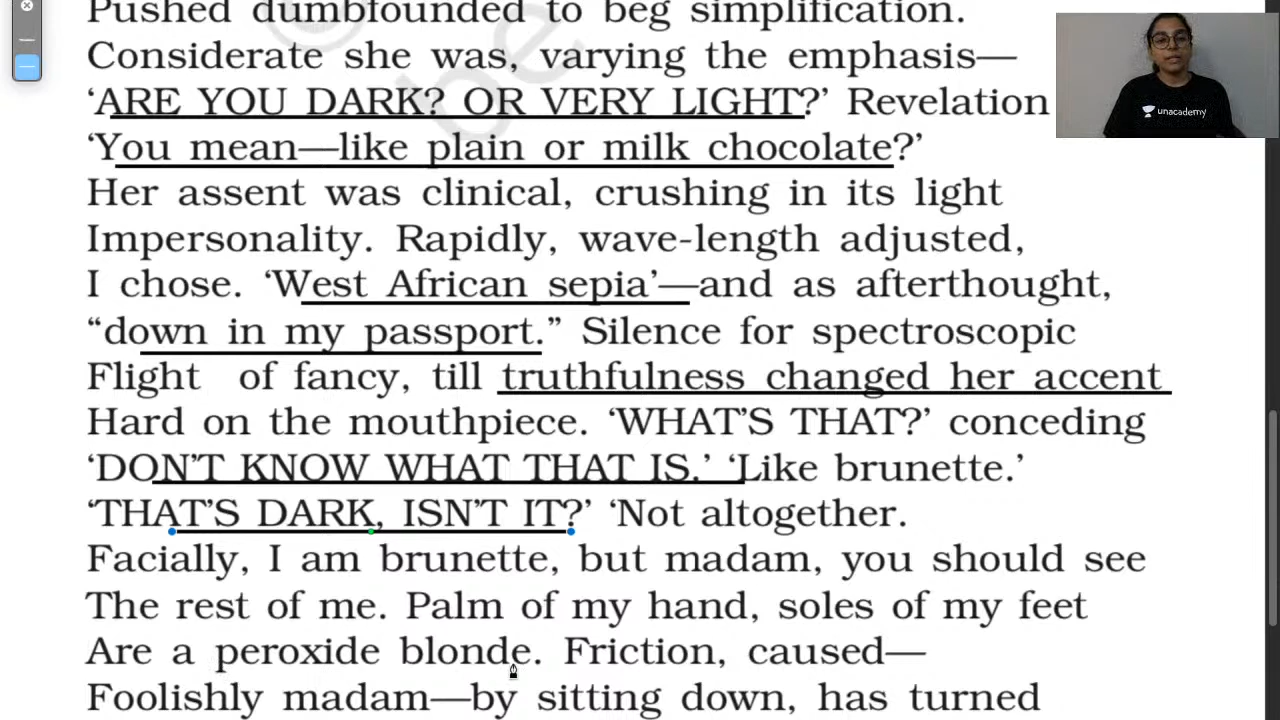 Pushed dumbfounded to beg simplification.
Considerate she was, varying the emphasis—
‘ARE YOU DARK? OR VERY LIGHT?’ Revelation
‘You mean—like plain or milk chocolate?’
Her assent was clinical, crushing in its light
Impersonality. Rapidly, wave-length adjusted,
I chose. ‘West African sepia’—and as afterthought,
“down in my passport.” Silence for spectroscopic
Flight of fancy, till truthfulness changed her accent
Hard on the mouthpiece. ‘WHAT’S THAT?’ conceding
‘DON’T KNOW WHAT THAT IS.’ ‘Like brunette.’
‘THAT’S DARK, ISN’T IT?’ ‘Not altogether.
Facially, I am brunette, but madam, you should see
The rest of me. Palm of my hand, soles of my feet
Are a peroxide blonde. Friction, caused—
Foolishly madam—by sitting down, has turned
unacademy
be